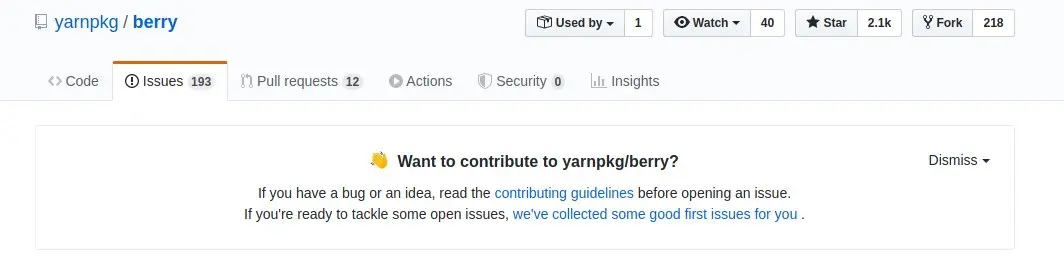 yarnpkg / berry
Used by 1 Watch 40 Star 2.1k Fork 218
Code Issues 193 Pull requests 12 Actions Security 0 Insights
Want to contribute to yarnpkg/berry? Dismiss
If you have a bug or an idea, read the contributing guidelines before opening an issue.
If you're ready to tackle some open issues, we've collected some good first issues for you .